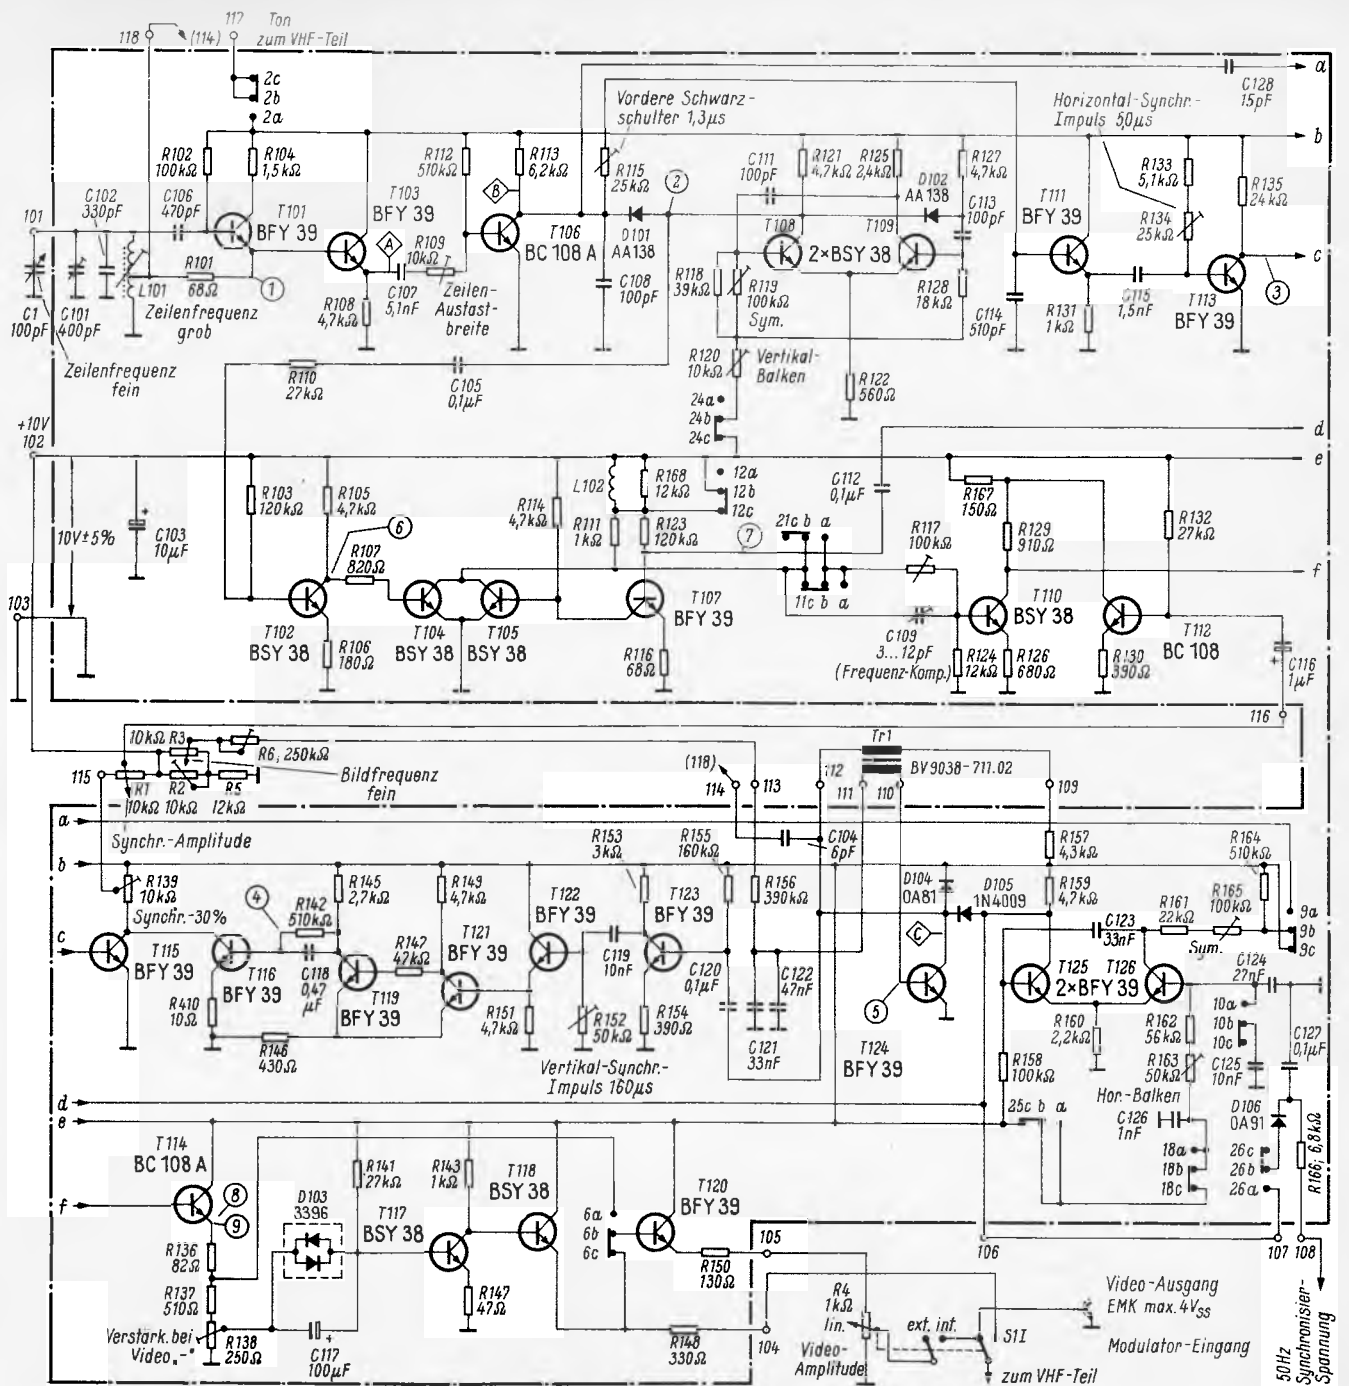 117
Ton
118
(114)
zum VHF-Teil
2c
2b
2a
a
C128
15pF
Vordere Schwarz-
schulter 1,3µs
Horizontal-Synchr.-
Impuls 5,0µs
b
R102
100kΩ
R104
1,5kΩ
R112
510kΩ
R113
6,2kΩ
R115
25kΩ
C111
100pF
R121
4,7kΩ
R125
2,4kΩ
R127
4,7kΩ
R133
5,1kΩ
R135
24kΩ
101
C102
330pF
C106
470pF
T101
BFY 39
T103
BFY 39
A
B
R109
10kΩ
T106
BC 108 A
D101
AA138
2
T108
T109
2×BSY 38
D102
AA 138
C113
100pF
T111
BFY 39
R134
25kΩ
c
C1
100pF
C101
400pF
L101
R101
68Ω
1
Zeilenfrequenz
grob
R108
4,7kΩ
C107
5,1nF
Zeilen-
Austast-
breite
C108
100pF
R118
39kΩ
R119
100kΩ
Sym.
R128
18kΩ
C114
510pF
R131
1kΩ
C115
1,5nF
T113
BFY 39
3
Zeilenfrequenz
fein
R110
27kΩ
C105
0,1µF
R120
10kΩ
Vertikal-
Balken
R122
560Ω
24a
24b
24c
d
+10V
102
e
10V±5%
C103
10µF
R103
120kΩ
R105
4,7kΩ
6
R107
820Ω
R114
4,7kΩ
L102
R168
12kΩ
12a
12b
12c
R111
1kΩ
R123
120kΩ
7
C112
0,1µF
21c b a
11c b a
R117
100kΩ
R167
150Ω
R129
910Ω
R132
27kΩ
f
103
T102
BSY 38
R106
180Ω
T104
BSY 38
T105
BSY 38
T107
BFY 39
R116
68Ω
C109
3...12pF
(Frequenz-Komp.)
R124
12kΩ
T110
BSY 38
R126
680Ω
R130
390Ω
T112
BC 108
C116
1µF
116
10kΩ
R3
R6, 250kΩ
115
R1
10kΩ
R2
10kΩ
R5
12kΩ
Bildfrequenz
fein
Synchr.-Amplitude
(118)
114
113
112
111
110
109
Tr1
BV9038-711.02
a
C104
6pF
b
R139
10kΩ
Synchr.-30%
4
R142
510kΩ
R145
2,7kΩ
R149
4,7kΩ
T122
BFY 39
R153
3kΩ
R155
160kΩ
T123
BFY 39
R156
390kΩ
D104
OA81
D105
1N4009
R157
4,3kΩ
R159
4,7kΩ
R164
510kΩ
R165
100kΩ
R161
22kΩ
Sym.
9a
9b
9c
c
T115
BFY 39
T116
BFY 39
C118
0,47
µF
T119
BFY 39
R147
47kΩ
T121
BFY 39
C119
10nF
C120
0,1µF
C122
47nF
C
C123
33nF
T125
T126
2×BFY 39
C124
27nF
R410
10Ω
R146
430Ω
R151
4,7kΩ
R152
50kΩ
R154
390Ω
C121
33nF
5
T124
BFY 39
R158
100kΩ
R160
2,2kΩ
R162
56kΩ
R163
50kΩ
10a
10b
10c
C125
10nF
C127
0,1µF
Vertikal-Synchr.-
Impuls 160µs
Hor.-Balken
d
e
25c b a
C126
1nF
D106
OA91
18a
18b
18c
26c
26b
26a
R166; 6,8kΩ
T114
BC 108 A
f
8
9
D103
3396
R141
27kΩ
R143
1kΩ
T118
BSY 38
T117
BSY 38
6a
6b
6c
T120
BFY 39
R136
82Ω
R137
510Ω
R138
250Ω
Verstärk. bei
Video „-"
C117
100µF
R147
47Ω
R150
130Ω
105
106
107
108
R148
330Ω
104
R4
1kΩ
lin.
Video-
Amplitude
ext. int.
S1I
zum VHF-Teil
Video-Ausgang
EMK max. 4Vss
Modulator-Eingang
50Hz
Synchronisier-
Spannung